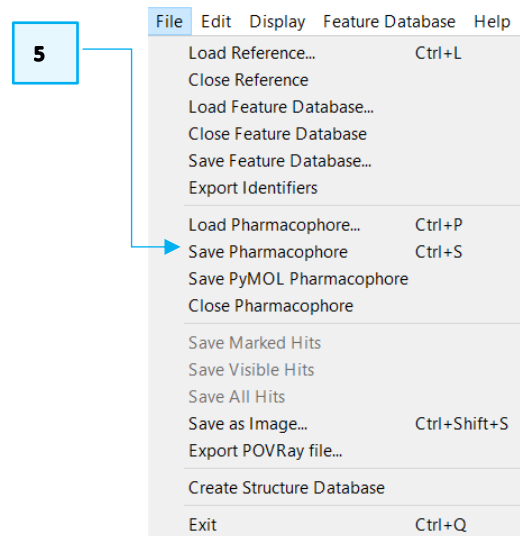 File Edit Display Feature Database Help
5
Load Reference... Ctrl+L
Close Reference
Load Feature Database...
Close Feature Database
Save Feature Database...
Export Identifiers
Load Pharmacophore... Ctrl+P
Save Pharmacophore Ctrl+S
Save PyMOL Pharmacophore
Close Pharmacophore
Save Marked Hits
Save Visible Hits
Save All Hits
Save as Image... Ctrl+Shift+S
Export POVRay file...
Create Structure Database
Exit Ctrl+Q